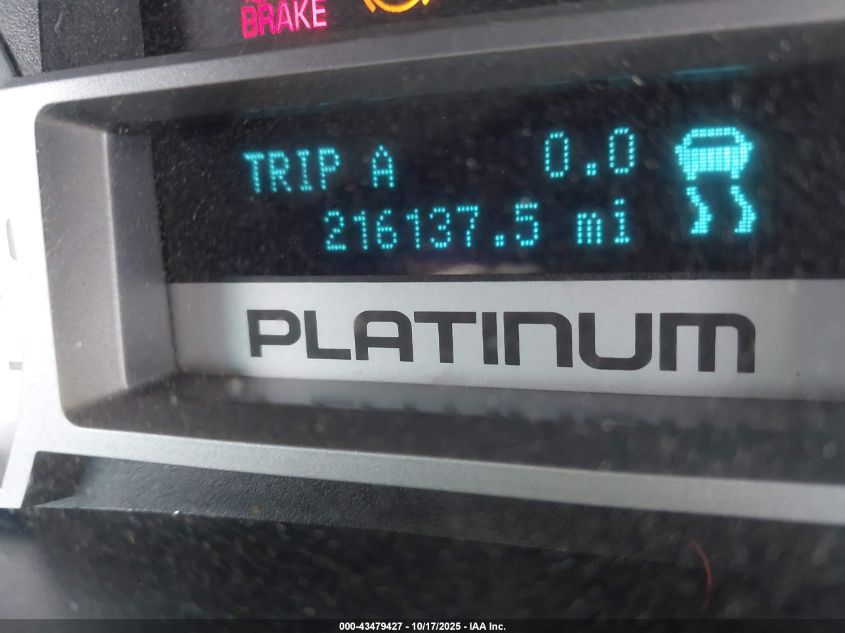 BRAKE
TRIP A 0.0
216137.5 mi
PLATINUM
000-43479427 - 10/17/2025 - IAA Inc.